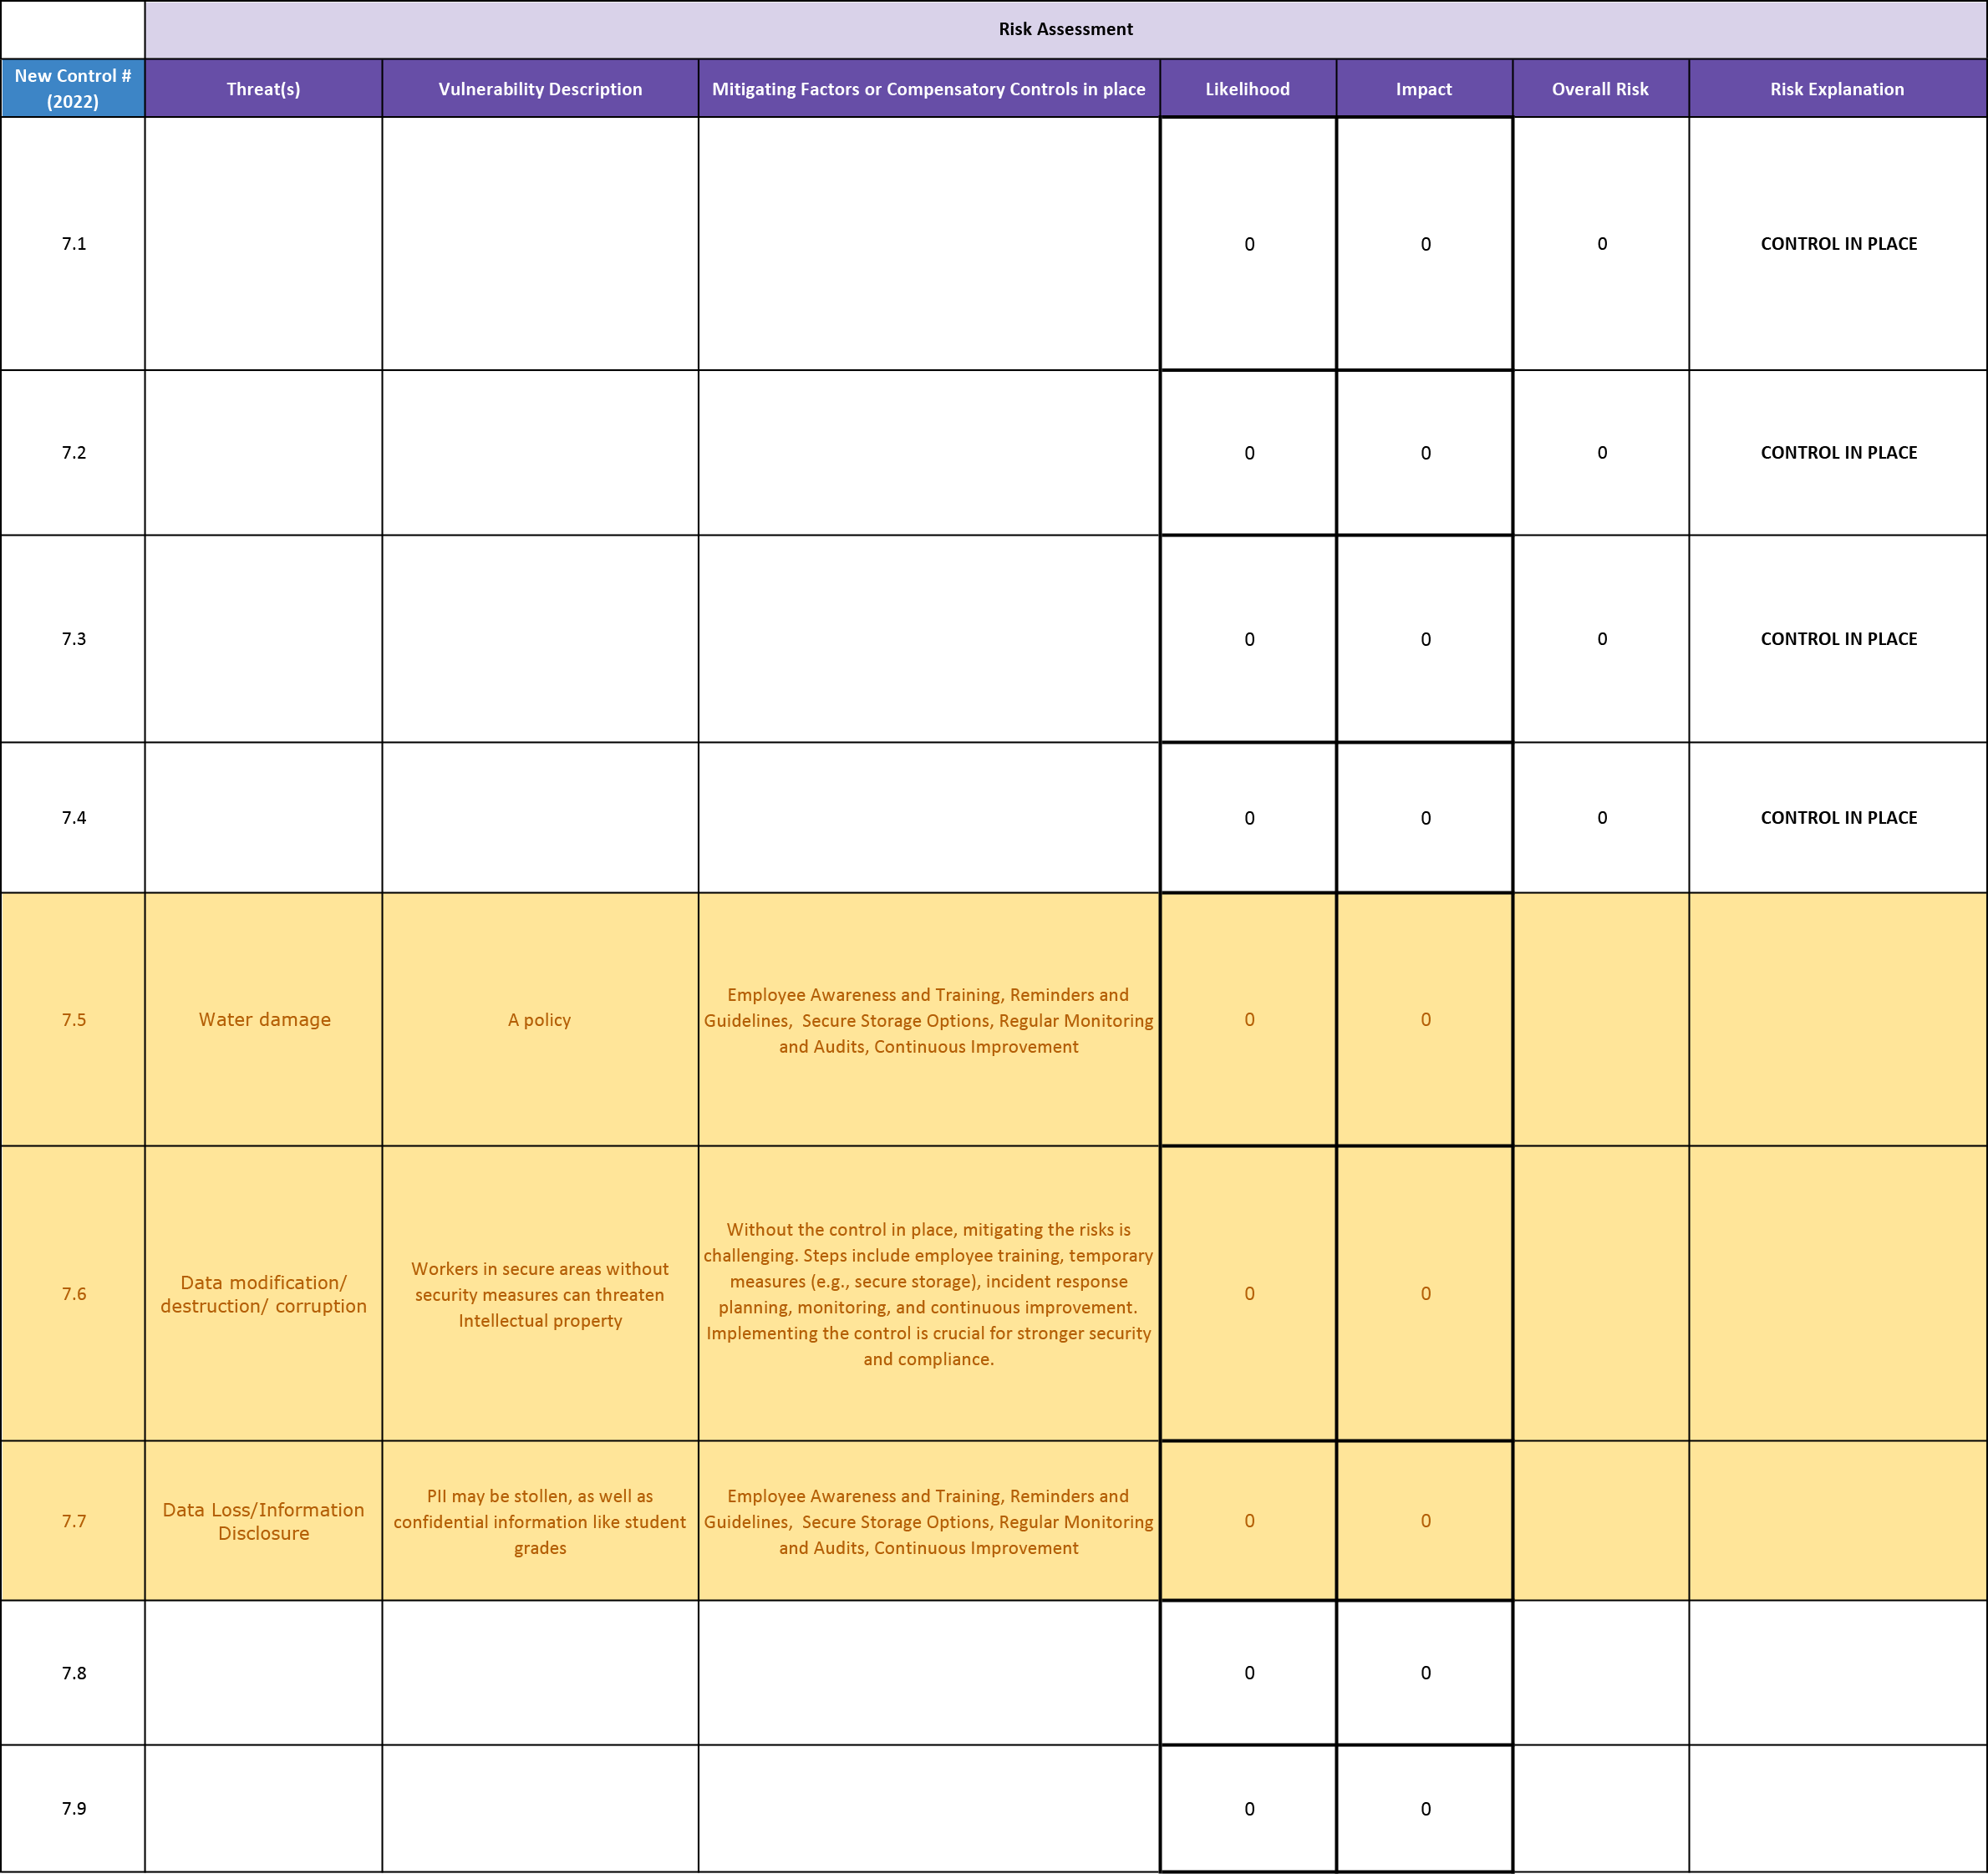 Risk Assessment
New Control #
(2022)
Threat(s)
Vulnerability Description
Mitigating Factors or Compensatory Controls in place
Likelihood
Impact
Overall Risk
Risk Explanation
7.1
0
0
0
CONTROL IN PLACE
7.2
0
0
0
CONTROL IN PLACE
7.3
0
0
0
CONTROL IN PLACE
7.4
0
0
0
CONTROL IN PLACE
7.5
Water damage
A policy
Employee Awareness and Training, Reminders and
Guidelines,  Secure Storage Options, Regular Monitoring
and Audits, Continuous Improvement
0
0
7.6
Data modification/
destruction/ corruption
Workers in secure areas without
security measures can threaten
Intellectual property
Without the control in place, mitigating the risks is
challenging. Steps include employee training, temporary
measures (e.g., secure storage), incident response
planning, monitoring, and continuous improvement.
Implementing the control is crucial for stronger security
and compliance.
0
0
7.7
Data Loss/Information
Disclosure
PII may be stollen, as well as
confidential information like student
grades
Employee Awareness and Training, Reminders and
Guidelines,  Secure Storage Options, Regular Monitoring
and Audits, Continuous Improvement
0
0
7.8
0
0
7.9
0
0